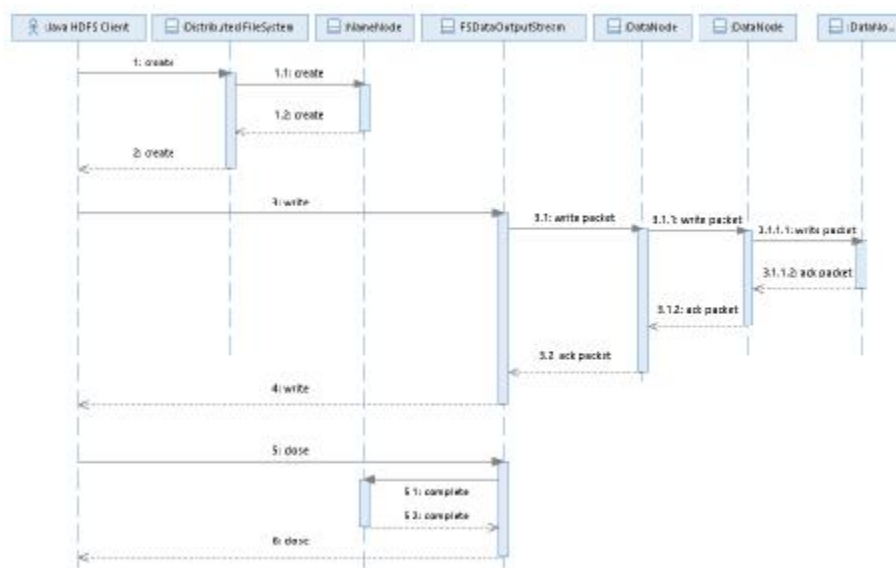 :Java HDFS Client
:DistributedFileSystem
:NameNode
FSDataOutputStream
:DataNode
:DataNode
:DataNo...
1: create
1.1: create
1.2: create
2: create
3: write
3.1: write packet
3.1.1: write packet
3.1.1.1: write packet
3.1.1.2: ack packet
3.1.2: ack packet
3.2 ack packet
4: write
5: close
5.1: complete
5.2: complete
6: close